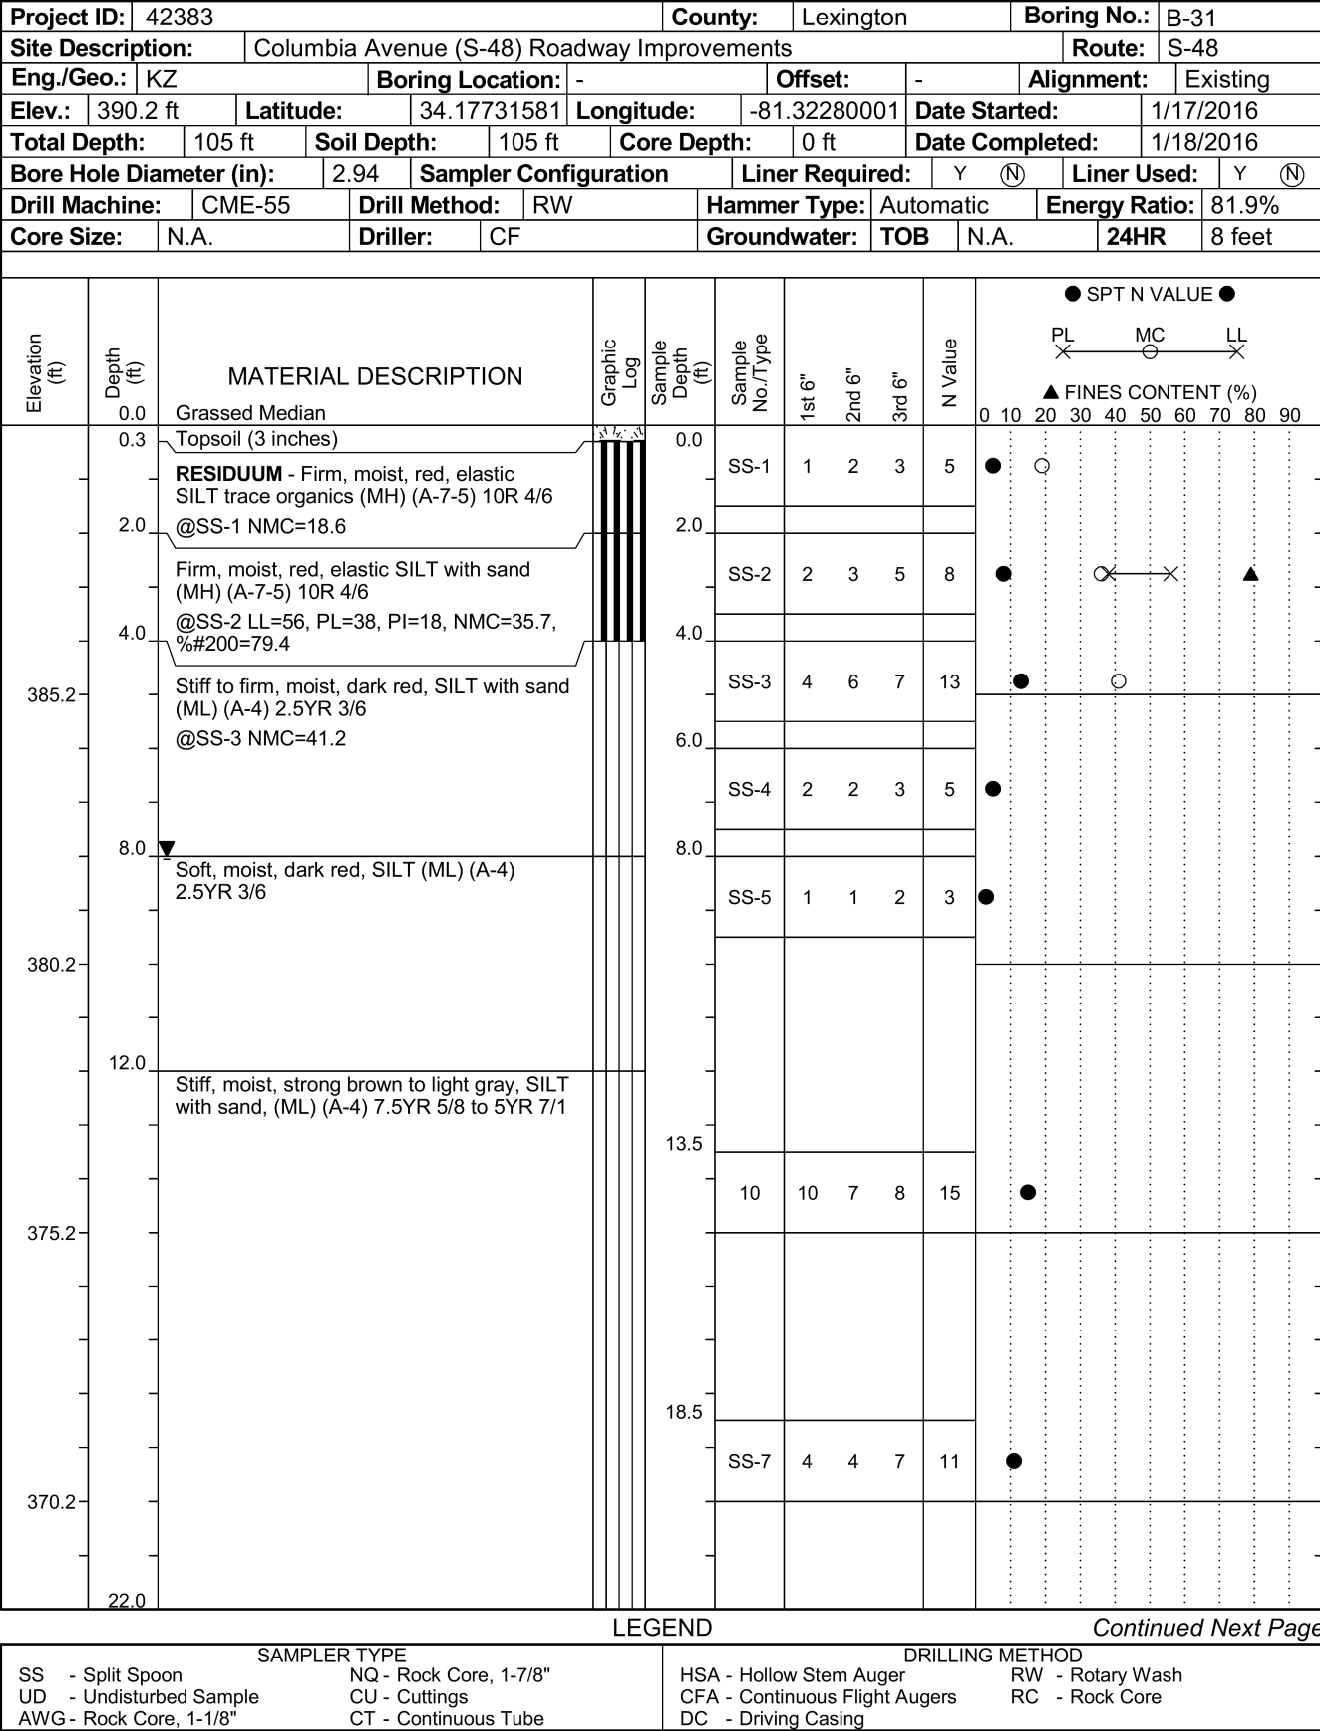 Project ID: 42383 County: Lexington Boring No.: B-31
Site Description: Columbia Avenue (S-48) Roadway Improvements Route: S-48
Eng./Geo.: KZ Boring Location: - Offset: - Alignment: Existing
Elev.: 390.2 ft Latitude: 34.17731581 Longitude: -81.32280001 Date Started: 1/17/2016
Total Depth: 105 ft Soil Depth: 105 ft Core Depth: 0 ft Date Completed: 1/18/2016
Bore Hole Diameter (in): 2.94 Sampler Configuration Liner Required: Y N Liner Used: Y N
Drill Machine: CME-55 Drill Method: RW Hammer Type: Automatic Energy Ratio: 81.9%
Core Size: N.A. Driller: CF Groundwater: TOB N.A. 24HR 8 feet
Elevation (ft) Depth (ft) MATERIAL DESCRIPTION Graphic Log Sample Depth (ft) Sample No./Type 1st 6" 2nd 6" 3rd 6" N Value
● SPT N VALUE ●
PL MC LL
▲ FINES CONTENT (%)
0 10 20 30 40 50 60 70 80 90
0.0 Grassed Median
0.3 Topsoil (3 inches) 0.0
RESIDUUM - Firm, moist, red, elastic
SILT trace organics (MH) (A-7-5) 10R 4/6
SS-1 1 2 3 5
@SS-1 NMC=18.6
2.0 2.0
Firm, moist, red, elastic SILT with sand
(MH) (A-7-5) 10R 4/6
SS-2 2 3 5 8
@SS-2 LL=56, PL=38, PI=18, NMC=35.7,
%#200=79.4
4.0 4.0
Stiff to firm, moist, dark red, SILT with sand
(ML) (A-4) 2.5YR 3/6
385.2 SS-3 4 6 7 13
@SS-3 NMC=41.2
6.0
SS-4 2 2 3 5
8.0 8.0
Soft, moist, dark red, SILT (ML) (A-4)
2.5YR 3/6
SS-5 1 1 2 3
380.2
12.0
Stiff, moist, strong brown to light gray, SILT
with sand, (ML) (A-4) 7.5YR 5/8 to 5YR 7/1
13.5
10 10 7 8 15
375.2
18.5
SS-7 4 4 7 11
370.2
22.0
LEGEND Continued Next Page
SAMPLER TYPE DRILLING METHOD
SS - Split Spoon NQ - Rock Core, 1-7/8" HSA - Hollow Stem Auger RW - Rotary Wash
UD - Undisturbed Sample CU - Cuttings CFA - Continuous Flight Augers RC - Rock Core
AWG - Rock Core, 1-1/8" CT - Continuous Tube DC - Driving Casing